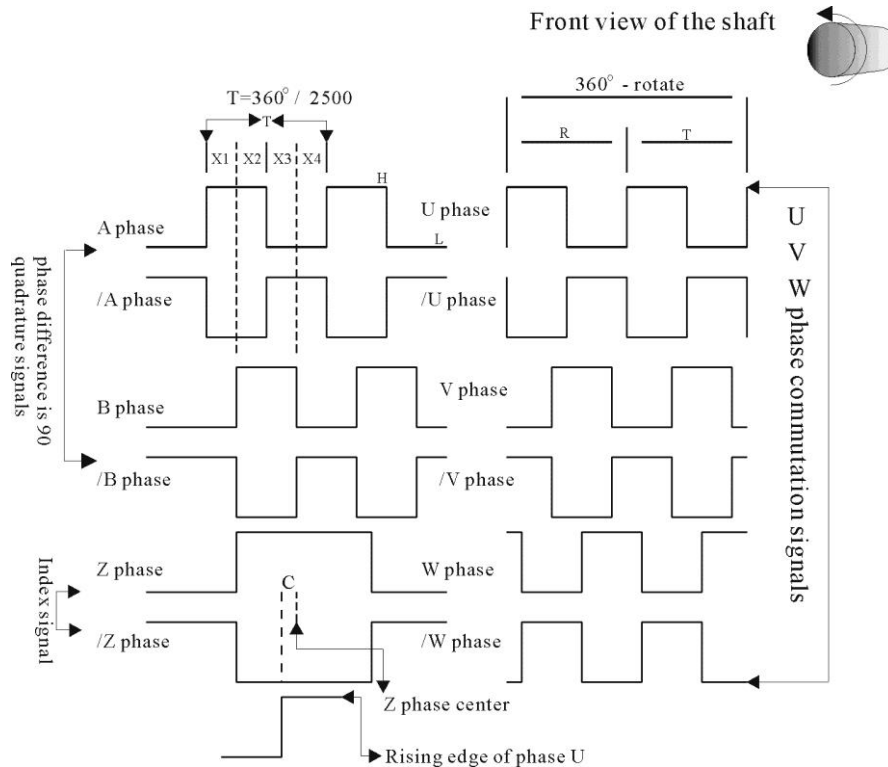 Front view of the shaft
T=360° / 2500
T
X1 X2 X3 X4
H
L
360° - rotate
R
T
A phase
/A phase
B phase
/B phase
Z phase
/Z phase
phase difference is 90
quadrature signals
Index signal
C
Z phase center
Rising edge of phase U
U phase
/U phase
V phase
/V phase
W phase
/W phase
U
V
W phase commutation signals